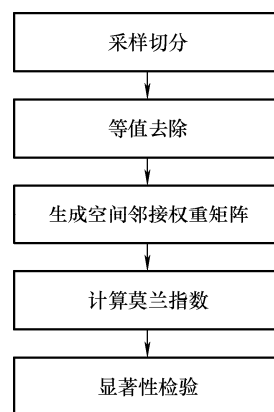 采样切分
等值去除
生成空间邻接权重矩阵
计算莫兰指数
显著性检验